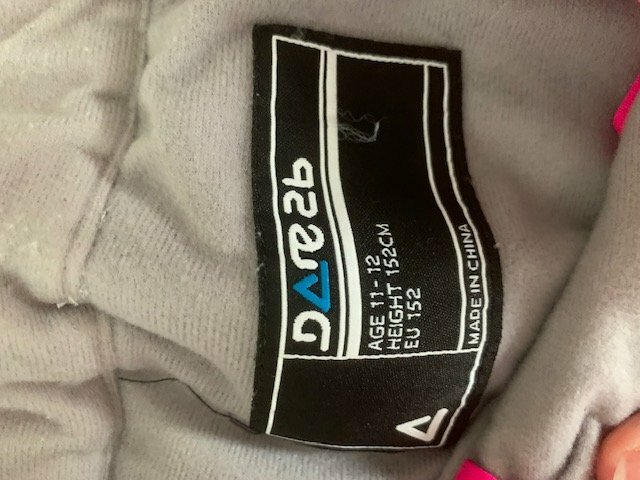 DARE2b
AGE 11-12
HEIGHT 152CM
EU 152
MADE IN CHINA